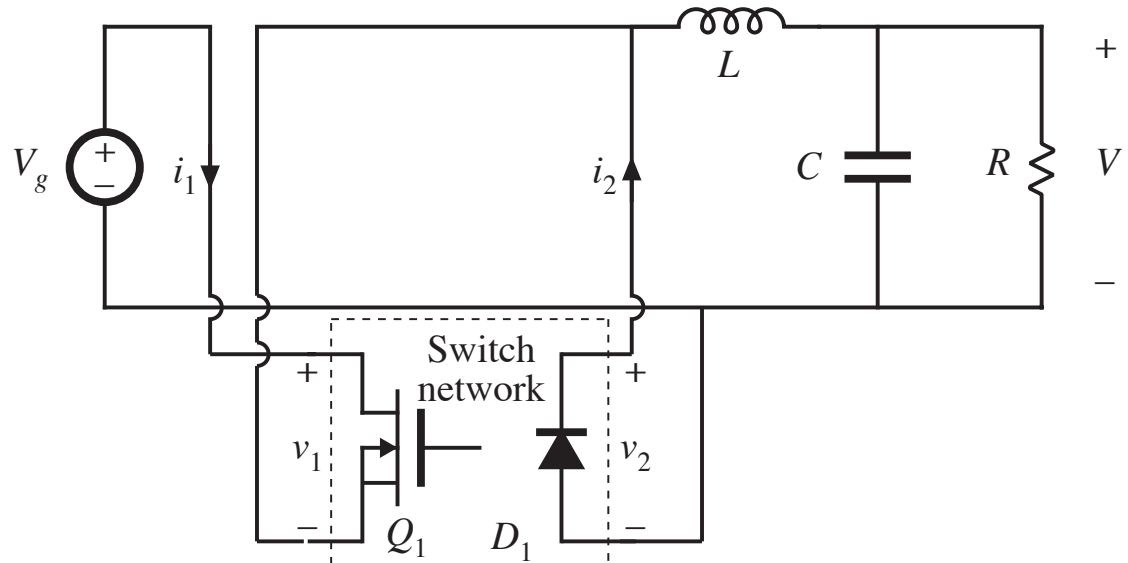 L
+
V_g
+
−
i_1
i_2
C
R
V
−
Switch
network
+
+
v_1
v_2
−
−
Q_1
D_1